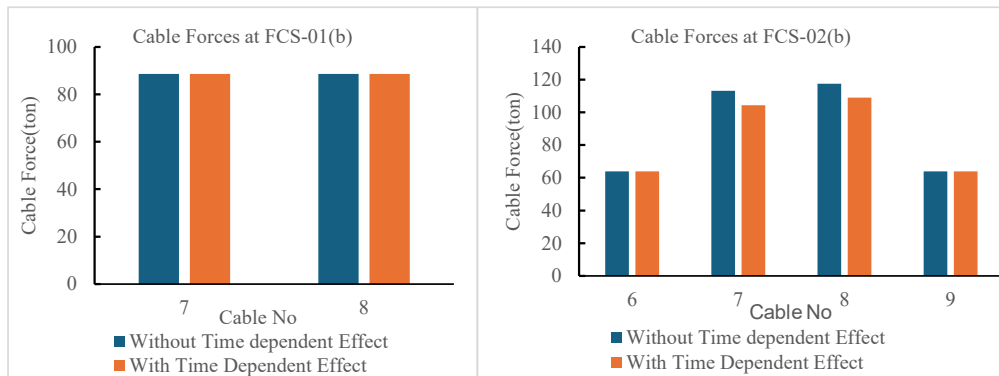 Cable Forces at FCS-01(b)
Cable Force(ton)
100
80
60
40
20
0
7 8
Cable No
Without Time dependent Effect
With Time Dependent Effect
Cable Forces at FCS-02(b)
Cable Force(ton)
140
120
100
80
60
40
20
0
6 7 8 9
Cable No
Without Time dependent Effect
With Time Dependent Effect